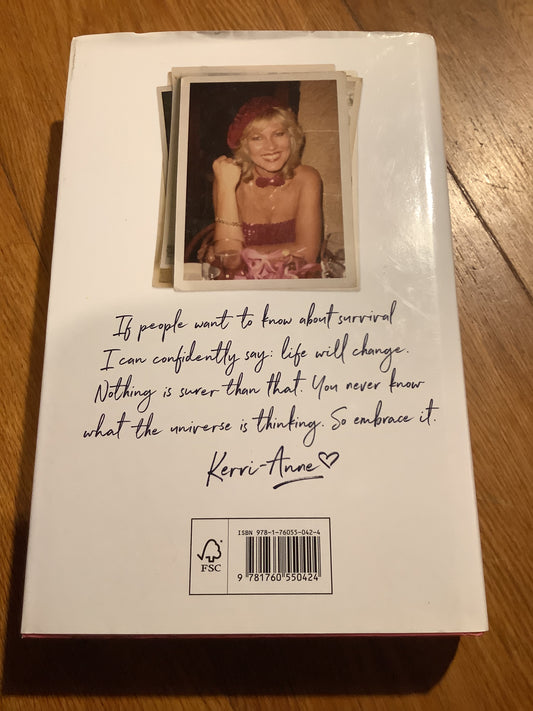 If people want to know about survival
I can confidently say: life will change.
Nothing is surer than that. You never know
what the universe is thinking. So embrace it.
Kerri-Anne
FSC
ISBN 978-1-76055-042-4
9 781760 550424